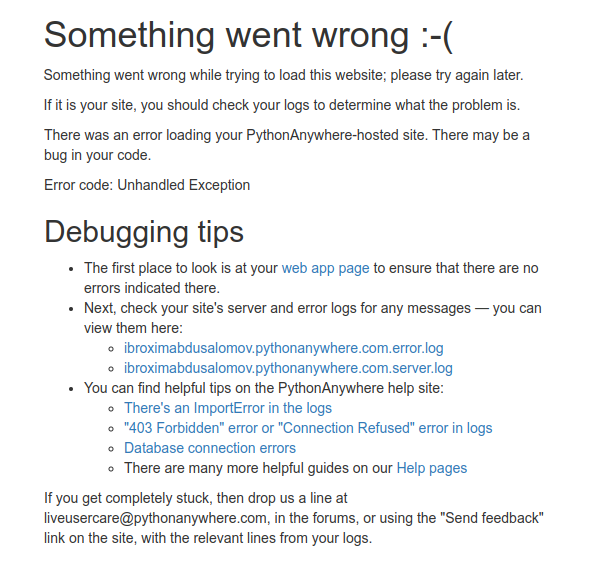 Something went wrong :-(
Something went wrong while trying to load this website; please try again later.
If it is your site, you should check your logs to determine what the problem is.
There was an error loading your PythonAnywhere-hosted site. There may be a
bug in your code.
Error code: Unhandled Exception
Debugging tips
• The first place to look is at your web app page to ensure that there are no
errors indicated there.
• Next, check your site's server and error logs for any messages — you can
view them here:
◦ ibroximabdusalomov.pythonanywhere.com.error.log
◦ ibroximabdusalomov.pythonanywhere.com.server.log
• You can find helpful tips on the PythonAnywhere help site:
◦ There's an ImportError in the logs
◦ "403 Forbidden" error or "Connection Refused" error in logs
◦ Database connection errors
◦ There are many more helpful guides on our Help pages
If you get completely stuck, then drop us a line at
liveusercare@pythonanywhere.com, in the forums, or using the "Send feedback"
link on the site, with the relevant lines from your logs.